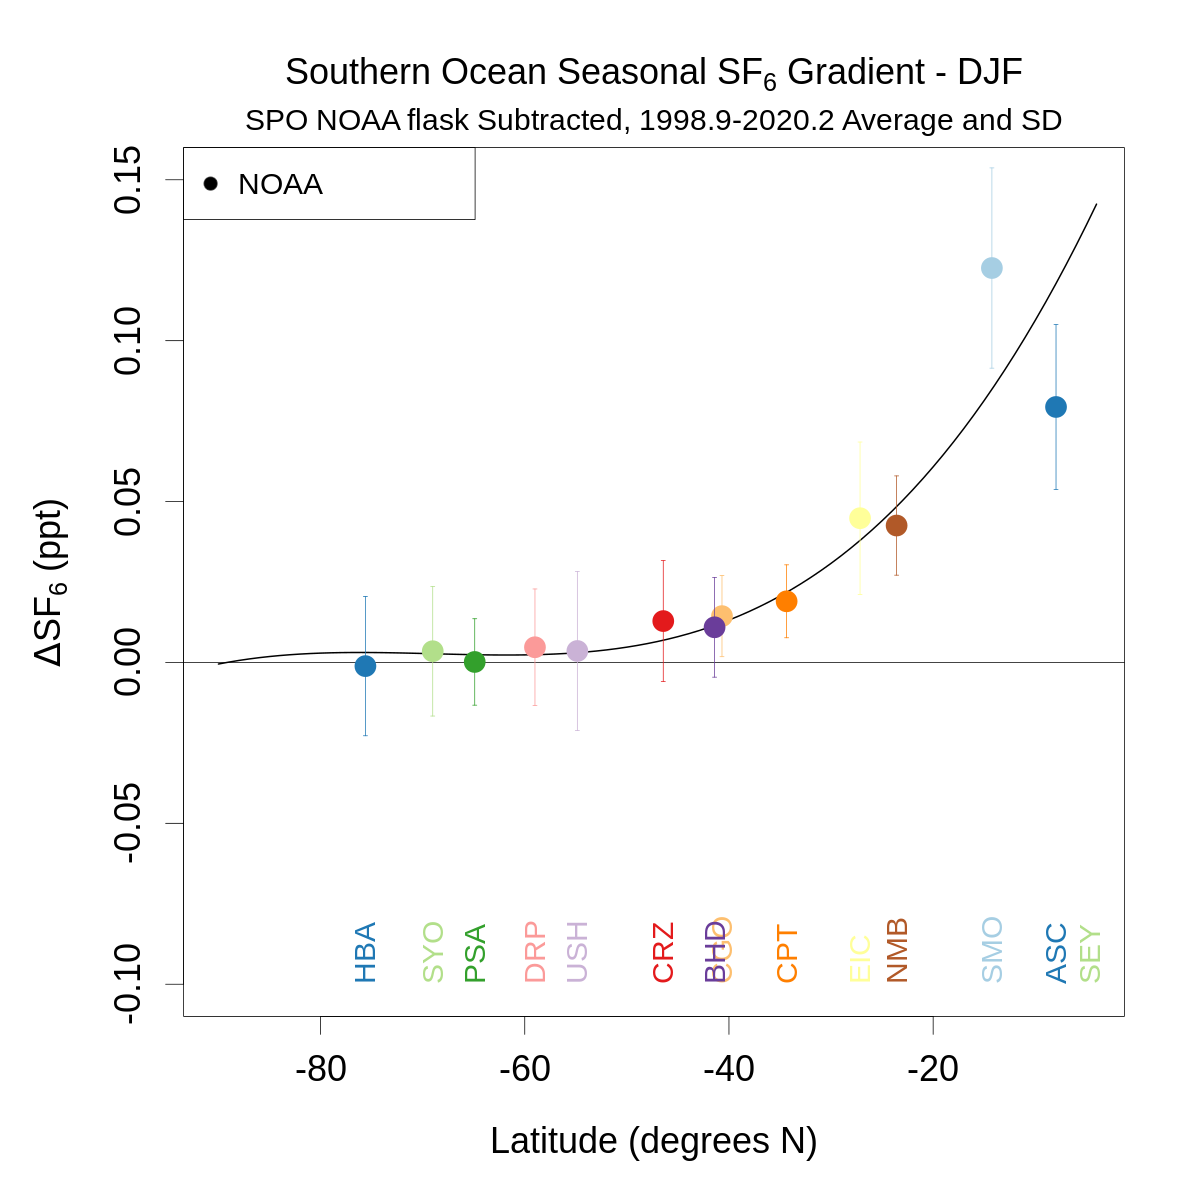 Southern Ocean Seasonal SF6 Gradient - DJF
SPO NOAA flask Subtracted, 1998.9-2020.2 Average and SD
NOAA
0.15
0.10
0.05
0.00
-0.05
-0.10
ΔSF6 (ppt)
HBA
SYO
PSA
DRP
USH
CRZ
BHD
CPT
EIC
NMB
SMO
ASC
SEY
-80
-60
-40
-20
Latitude (degrees N)